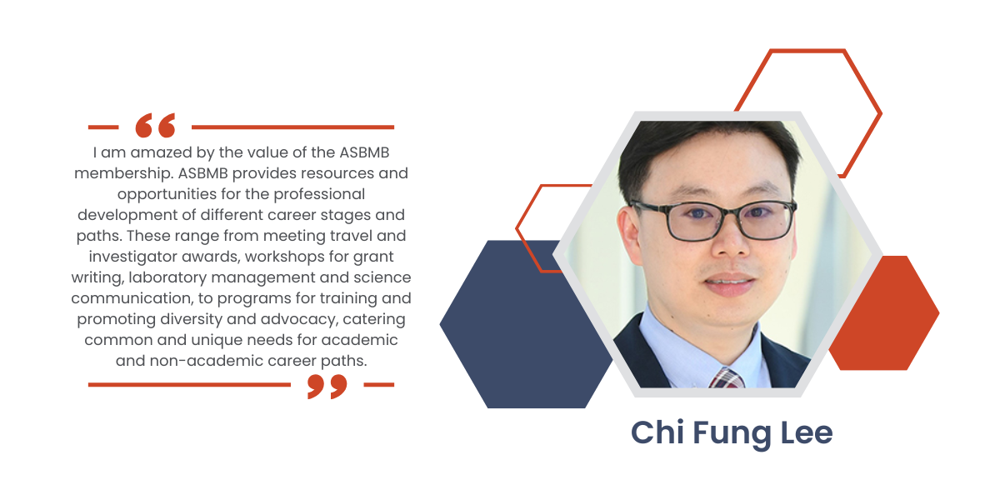 I am amazed by the value of the ASBMB
membership. ASBMB provides resources and
opportunities for the professional
development of different career stages and
paths. These range from meeting travel and
investigator awards, workshops for grant
writing, laboratory management and science
communication, to programs for training and
promoting diversity and advocacy, catering
common and unique needs for academic
and non-academic career paths.
Chi Fung Lee